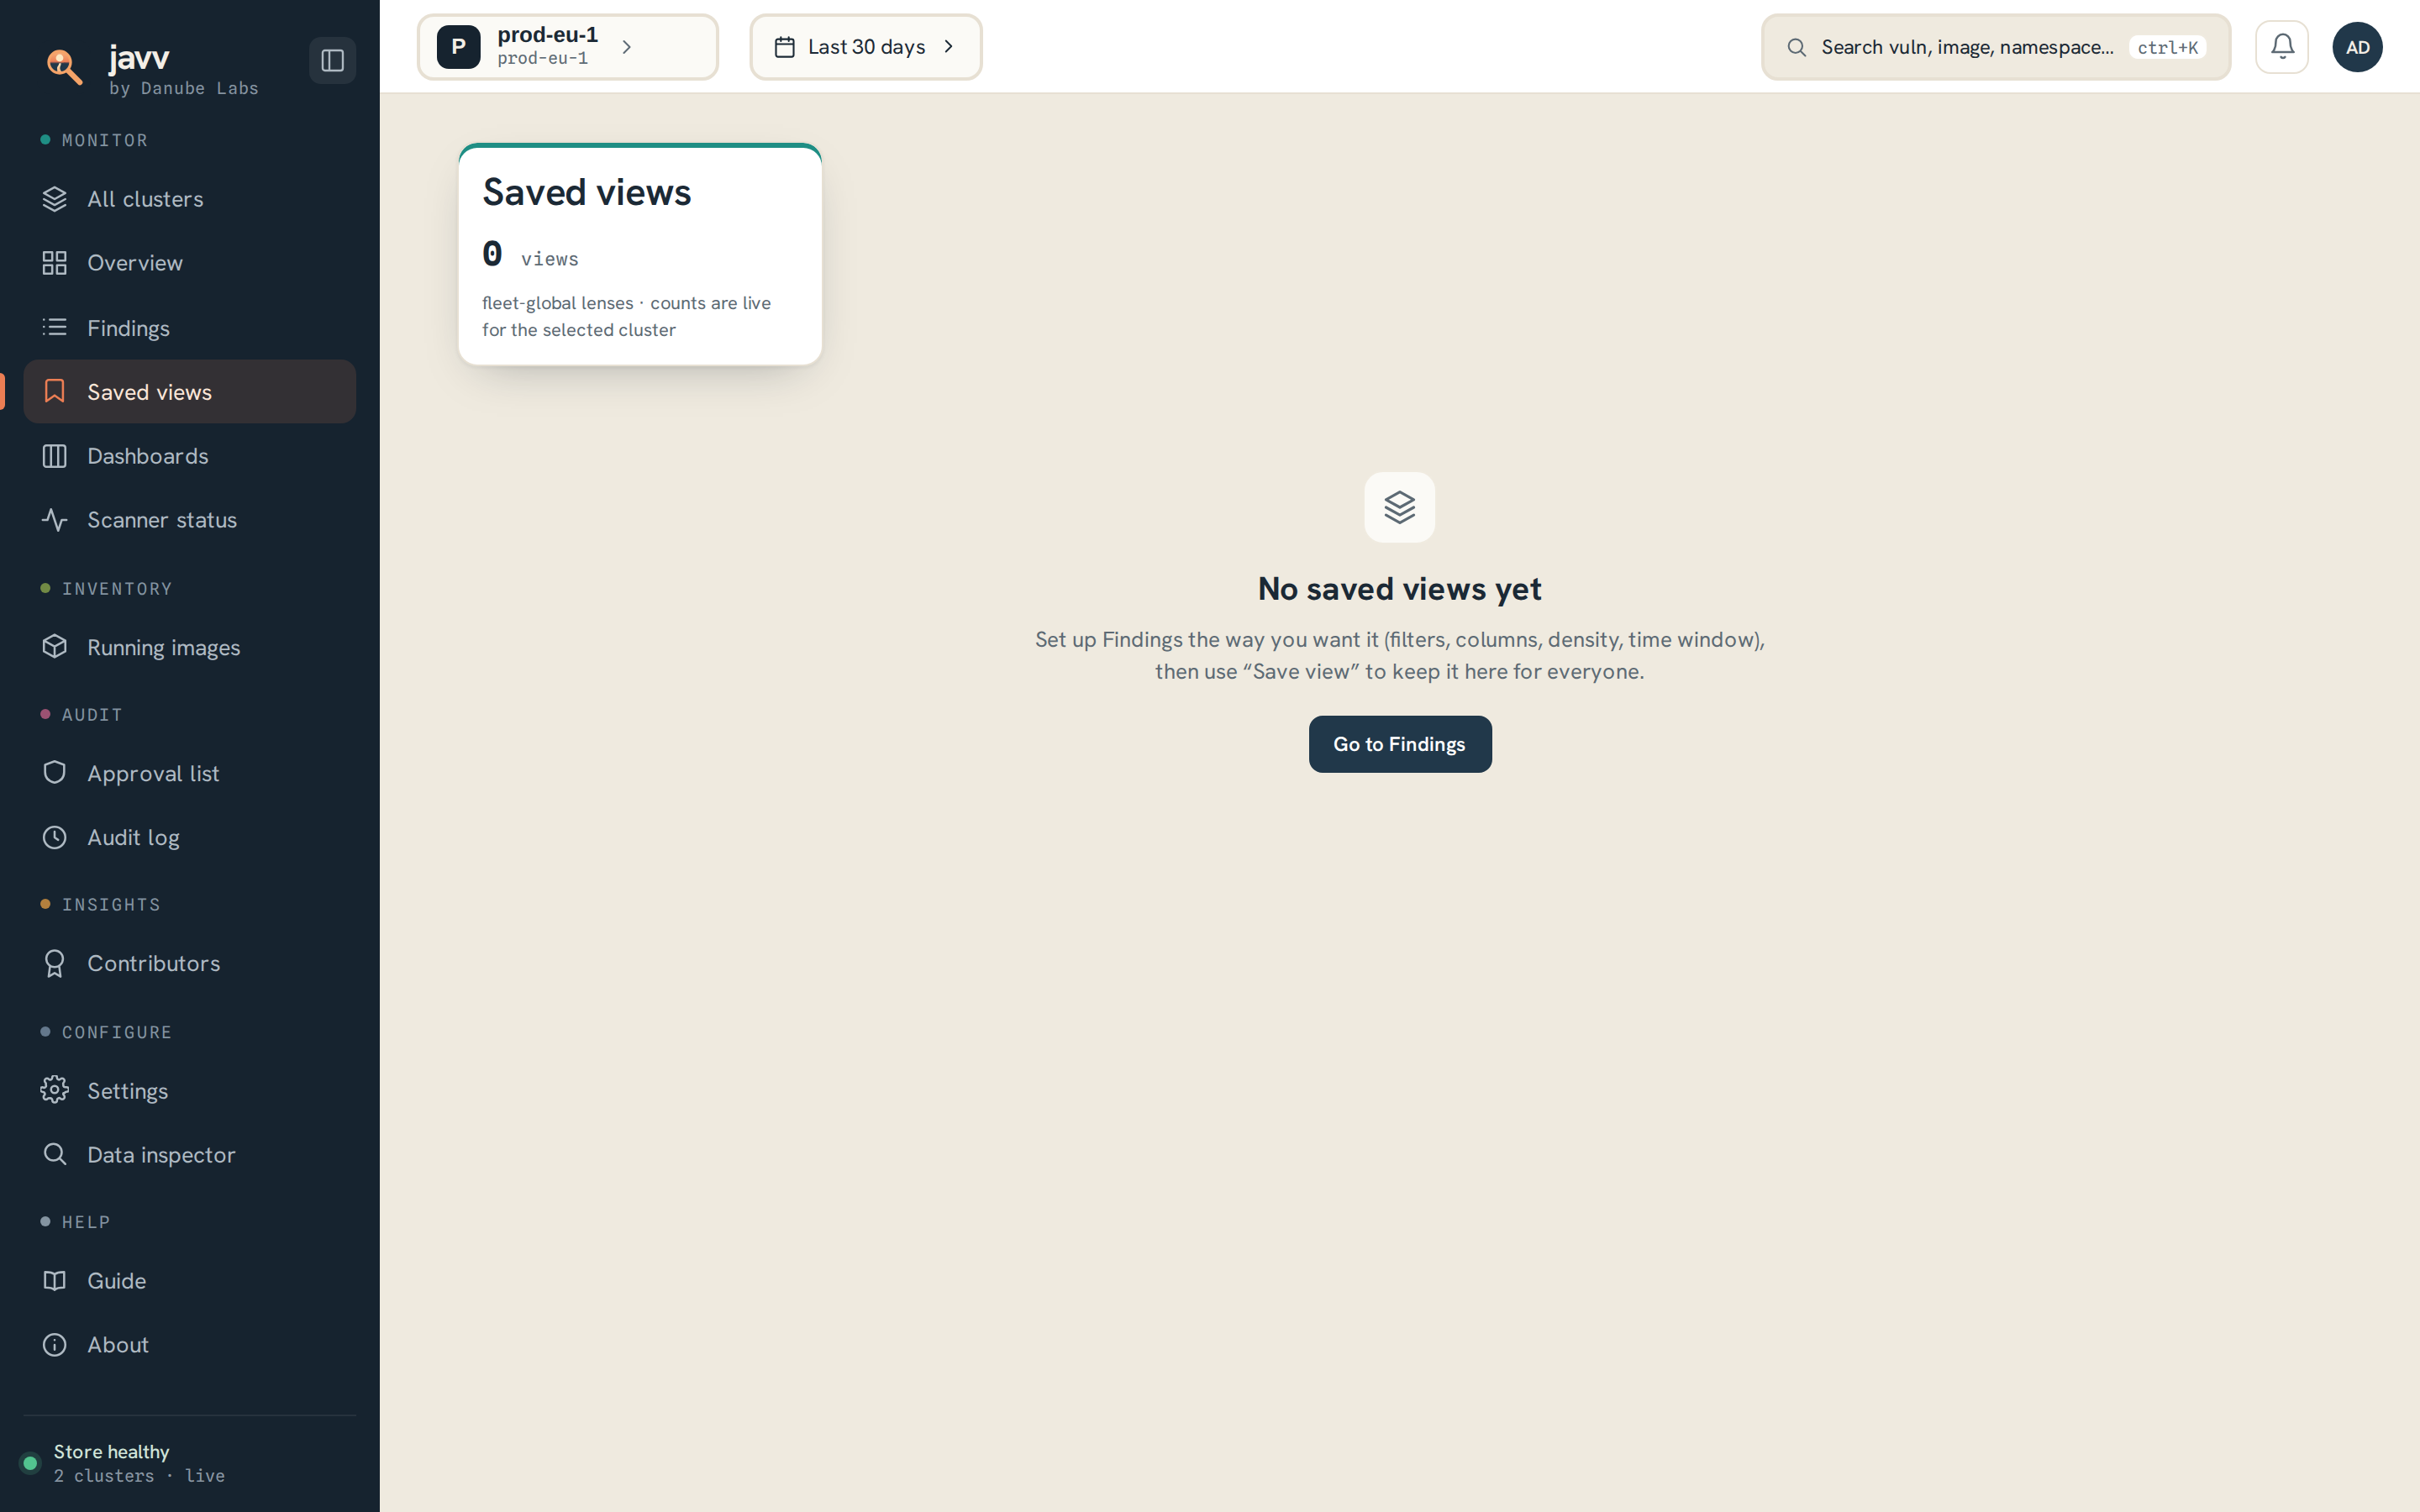 javv
by Danube Labs
MONITOR
All clusters
Overview
Findings
Saved views
Dashboards
Scanner status
INVENTORY
Running images
AUDIT
Approval list
Audit log
INSIGHTS
Contributors
CONFIGURE
Settings
Data inspector
HELP
Guide
About
Store healthy
2 clusters · live
P
prod-eu-1
prod-eu-1
Last 30 days
Search vuln, image, namespace...
ctrl+K
AD
Saved views
0 views
fleet-global lenses · counts are live
for the selected cluster
No saved views yet
Set up Findings the way you want it (filters, columns, density, time window),
then use “Save view” to keep it here for everyone.
Go to Findings